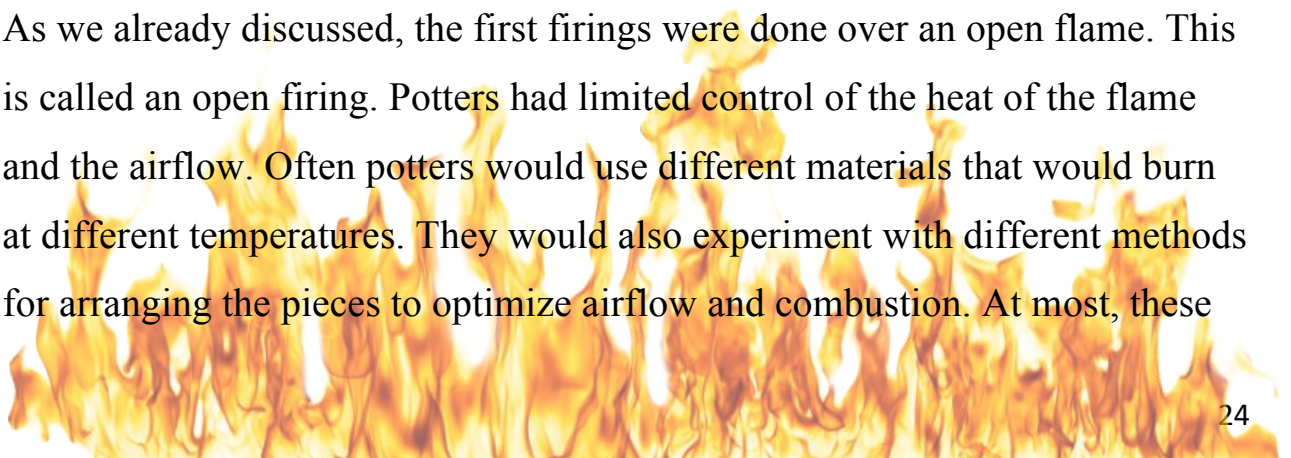 As we already discussed, the first firings were done over an open flame. This
is called an open firing. Potters had limited control of the heat of the flame
and the airflow. Often potters would use different materials that would burn
at different temperatures. They would also experiment with different methods
for arranging the pieces to optimize airflow and combustion. At most, these
24